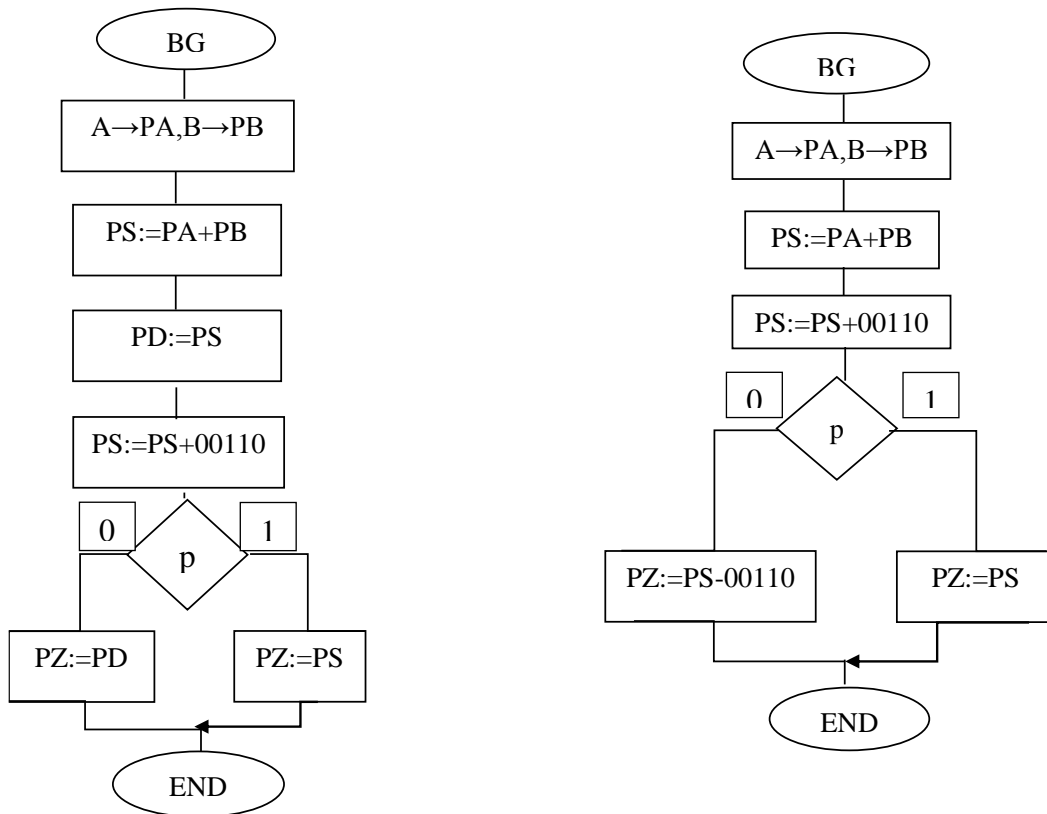 BG
A→PA,B→PB
PS:=PA+PB
PD:=PS
PS:=PS+00110
0
1
p
PZ:=PD
PZ:=PS
END
BG
A→PA,B→PB
PS:=PA+PB
PS:=PS+00110
0
1
p
PZ:=PS-00110
PZ:=PS
END